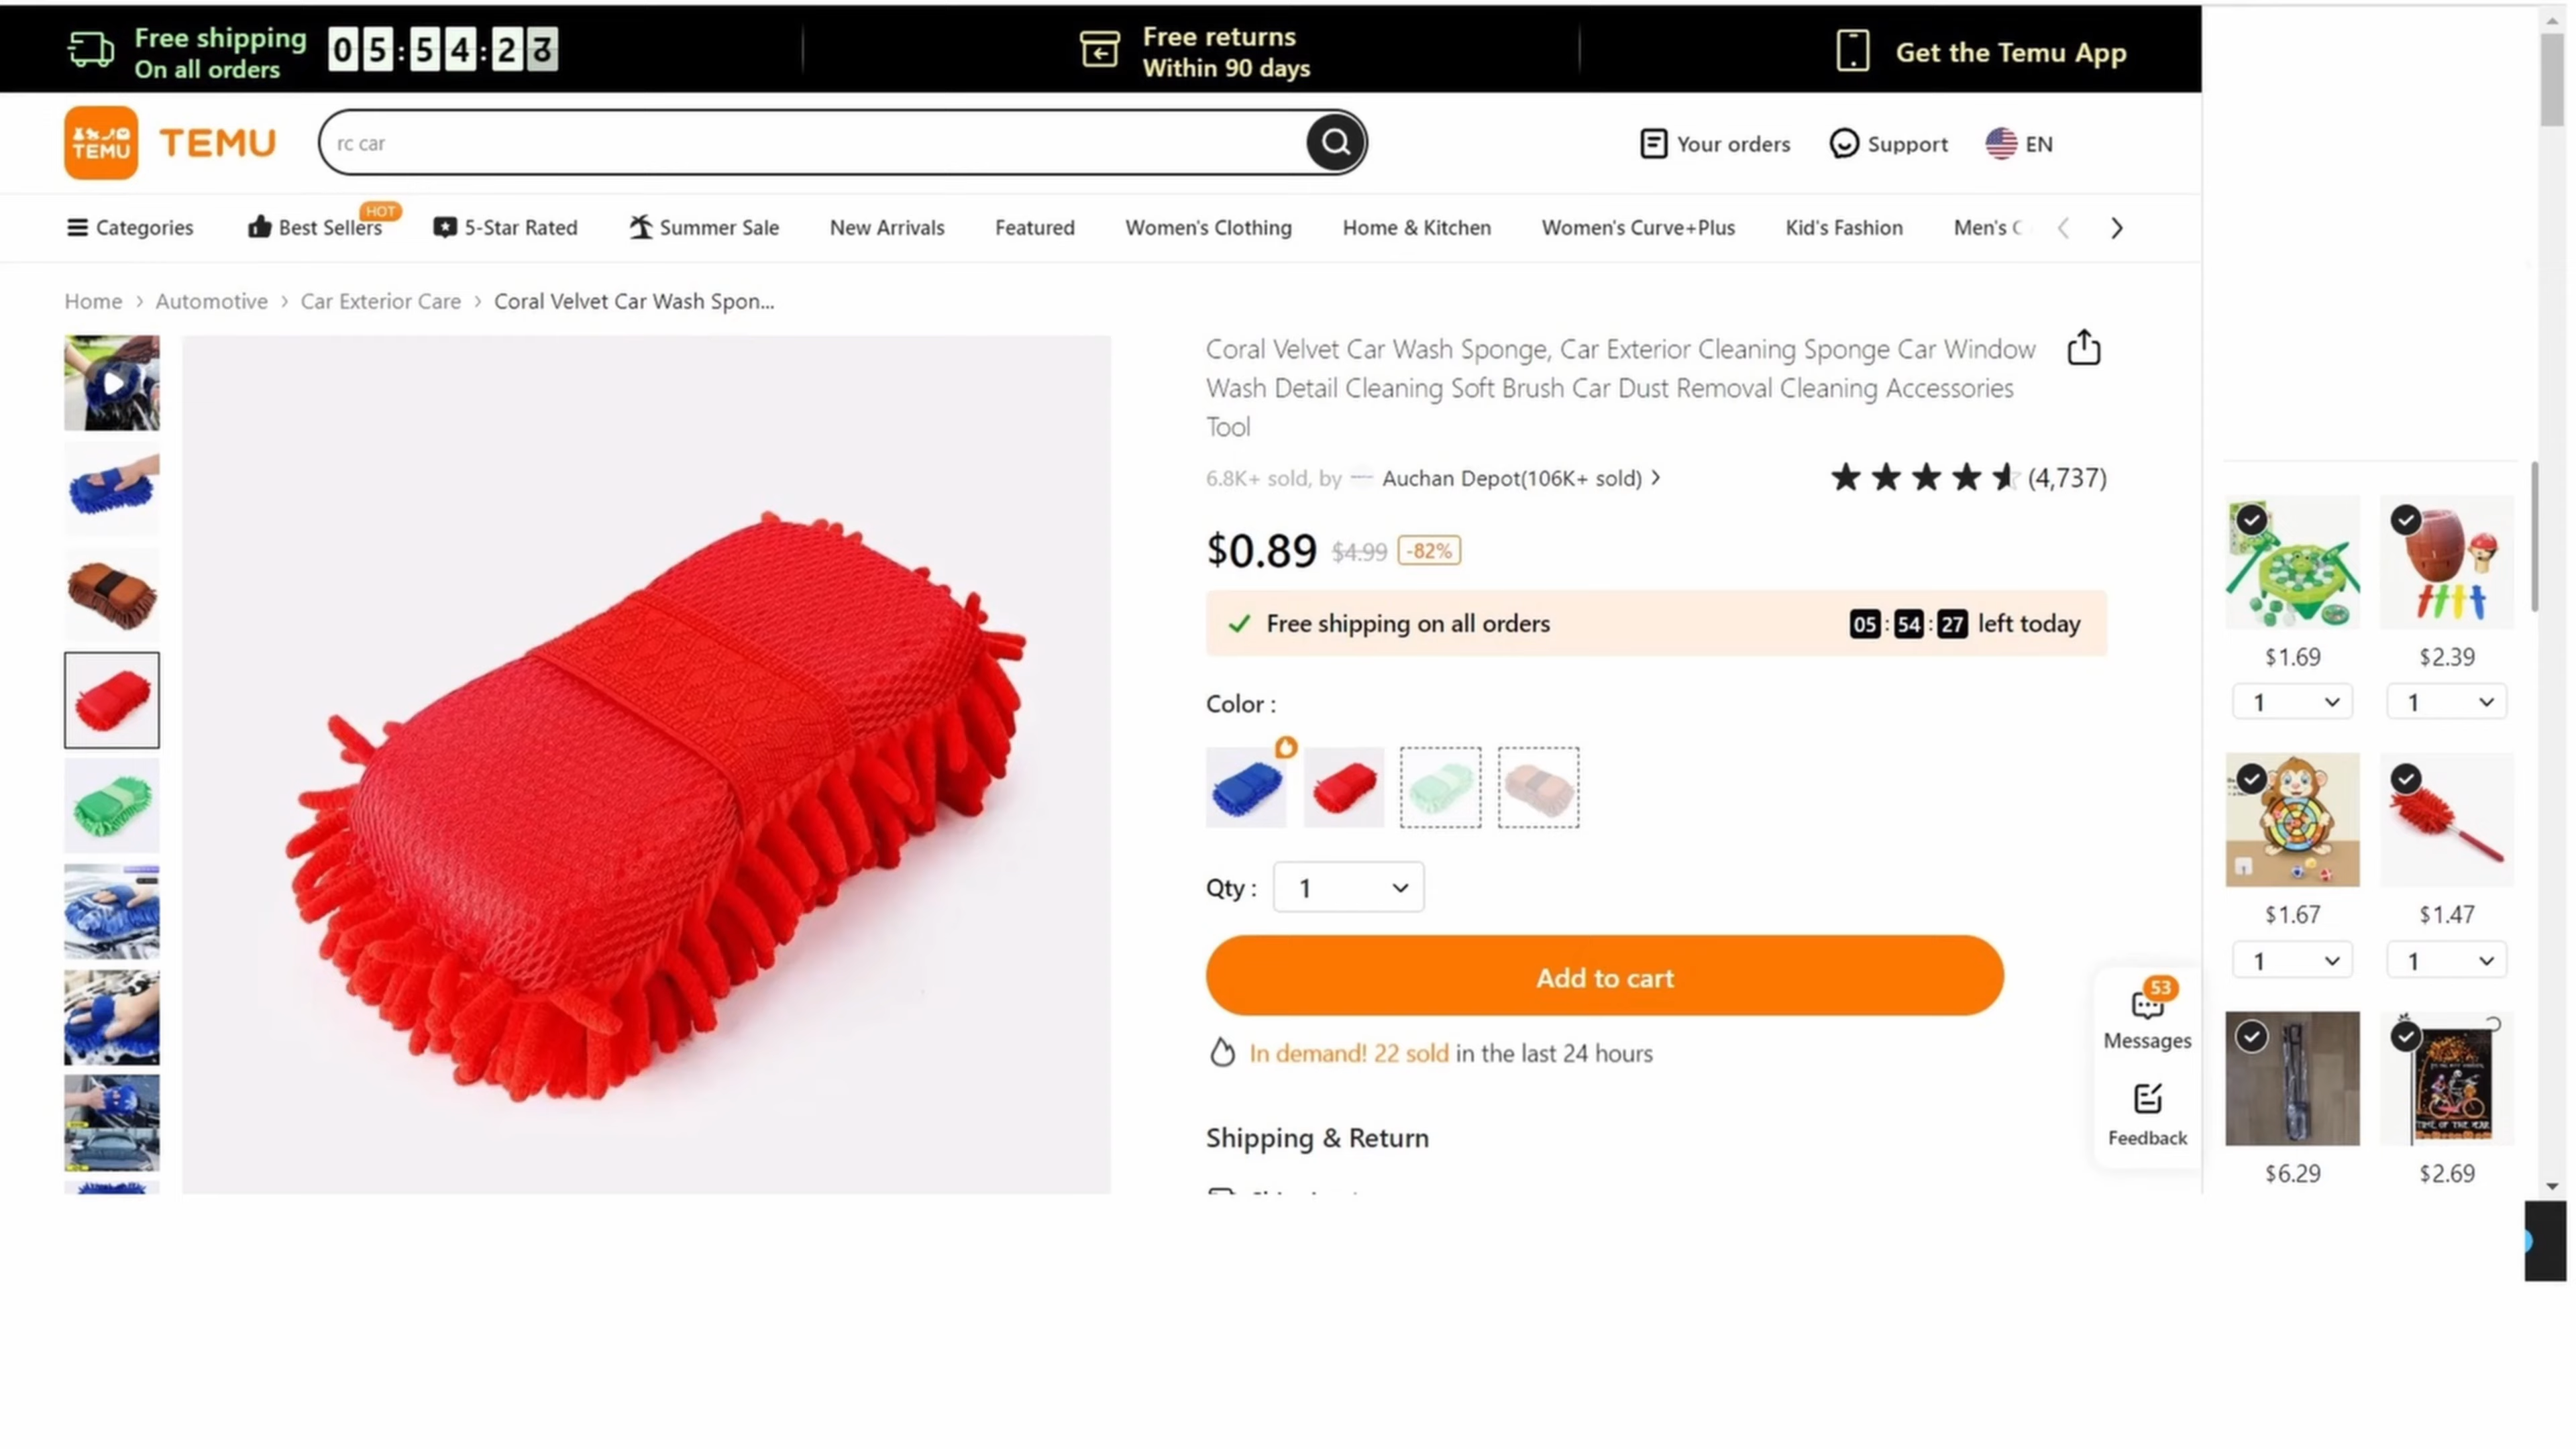 Free shipping
On all orders
05:54:23
Free returns
Within 90 days
Get the Temu App
TEMU
TEMU
rc car
Your orders
Support
EN
Categories
Best Sellers
HOT
5-Star Rated
Summer Sale
New Arrivals
Featured
Women's Clothing
Home & Kitchen
Women's Curve+Plus
Kid's Fashion
Men's C
Home > Automotive > Car Exterior Care > Coral Velvet Car Wash Spon...
Coral Velvet Car Wash Sponge, Car Exterior Cleaning Sponge Car Window
Wash Detail Cleaning Soft Brush Car Dust Removal Cleaning Accessories
Tool
6.8K+ sold, by Auchan Depot(106K+ sold) >
(4,737)
$0.89 $4.99 -82%
Free shipping on all orders
05:54:27 left today
Color :
Qty : 1
Add to cart
In demand! 22 sold in the last 24 hours
Shipping & Return
53
Messages
Feedback
$1.69
$2.39
1
1
$1.67
$1.47
1
1
TIME OF THE YEAR
$6.29
$2.69